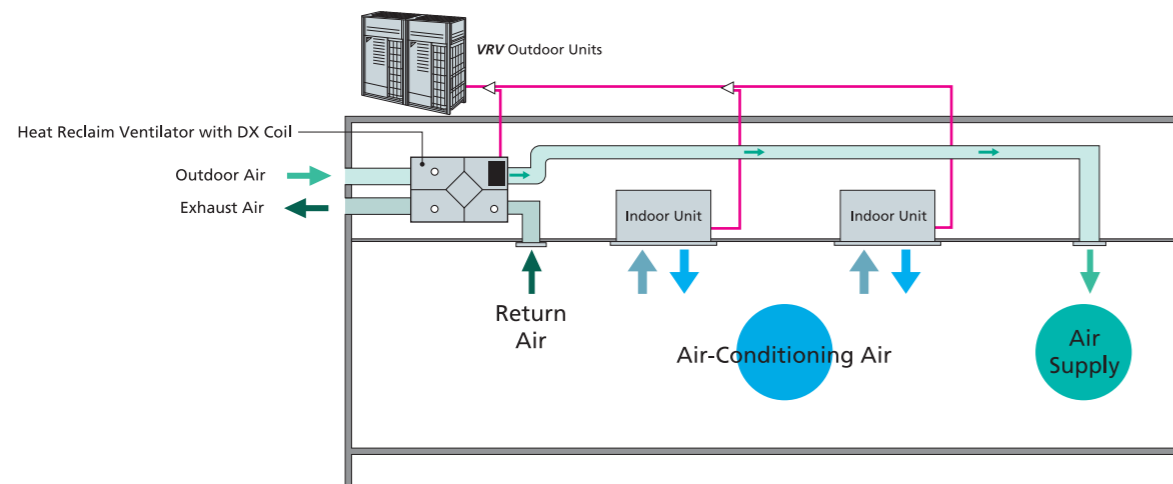 VRV Outdoor Units
Heat Reclaim Ventilator with DX Coil
Outdoor Air
Exhaust Air
Indoor Unit
Indoor Unit
Return
Air
Air-Conditioning Air
Air
Supply